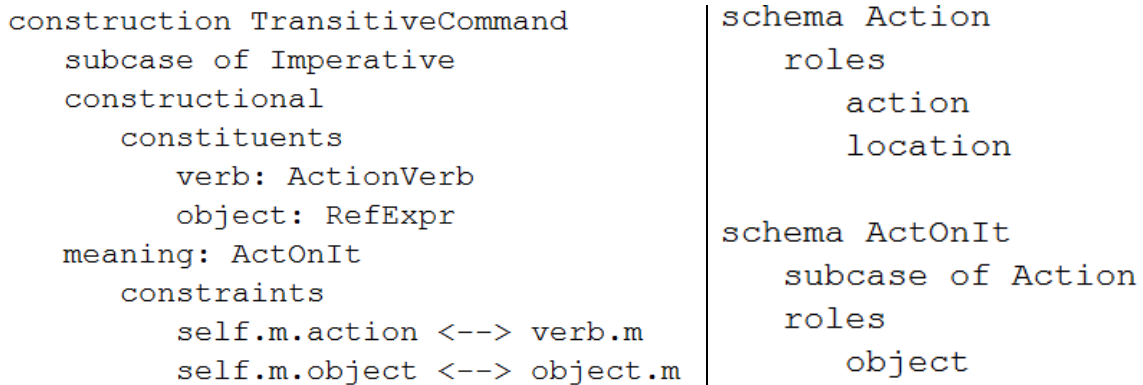 construction TransitiveCommand
subcase of Imperative
constructional
constituents
verb: ActionVerb
object: RefExpr
meaning: ActOnIt
constraints
self.m.action <--> verb.m
self.m.object <--> object.m
schema Action
roles
action
location
schema ActOnIt
subcase of Action
roles
object